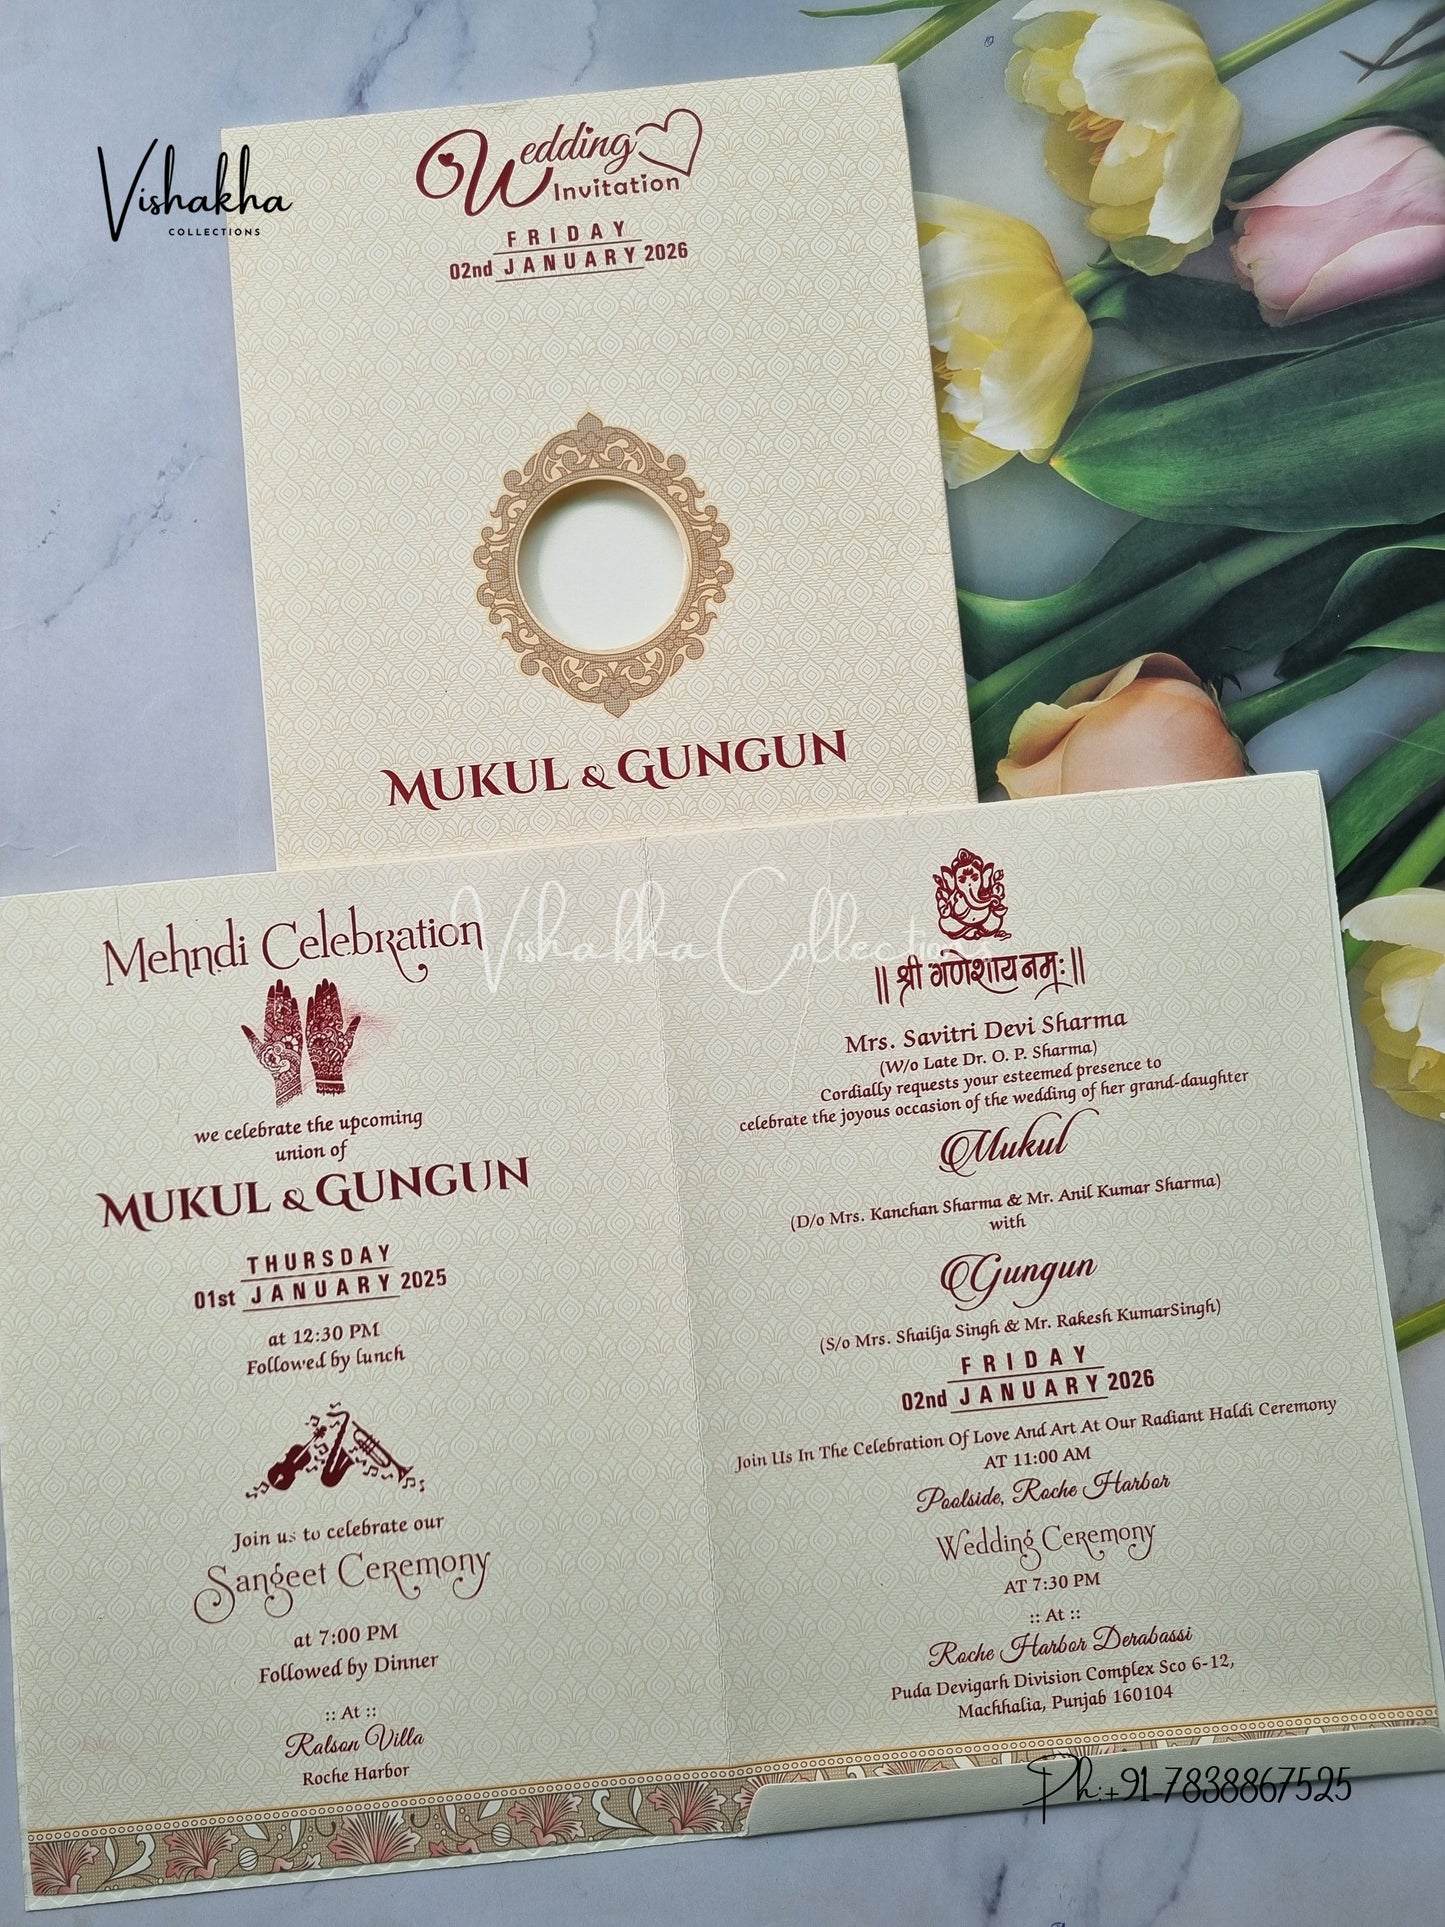 Vishakha
COLLECTIONS
Wedding
Invitation
FRIDAY
02nd JANUARY 2026
MUKUL & GUNGUN
Vishakha Collections
Mehndi Celebration
we celebrate the upcoming
union of
MUKUL & GUNGUN
THURSDAY
01st JANUARY 2025
at 12:30 PM
Followed by lunch
Join us to celebrate our
Sangeet Ceremony
at 7:00 PM
Followed by Dinner
:: At ::
Ralson Villa
Roche Harbor
|| श्री गणेशाय नमः ||
Mrs. Savitri Devi Sharma
(W/o Late Dr. O. P. Sharma)
Cordially requests your esteemed presence to
celebrate the joyous occasion of the wedding of her grand-daughter
Mukul
(D/o Mrs. Kanchan Sharma & Mr. Anil Kumar Sharma)
with
Gungun
(S/o Mrs. Shailja Singh & Mr. Rakesh KumarSingh)
FRIDAY
02nd JANUARY 2026
Join Us In The Celebration Of Love And Art At Our Radiant Haldi Ceremony
AT 11:00 AM
Poolside, Roche Harbor
Wedding Ceremony
AT 7:30 PM
:: At ::
Roche Harbor Derabassi
Puda Devigarh Division Complex Sco 6-12,
Machhalia, Punjab 160104
Ph:+91-7838867525